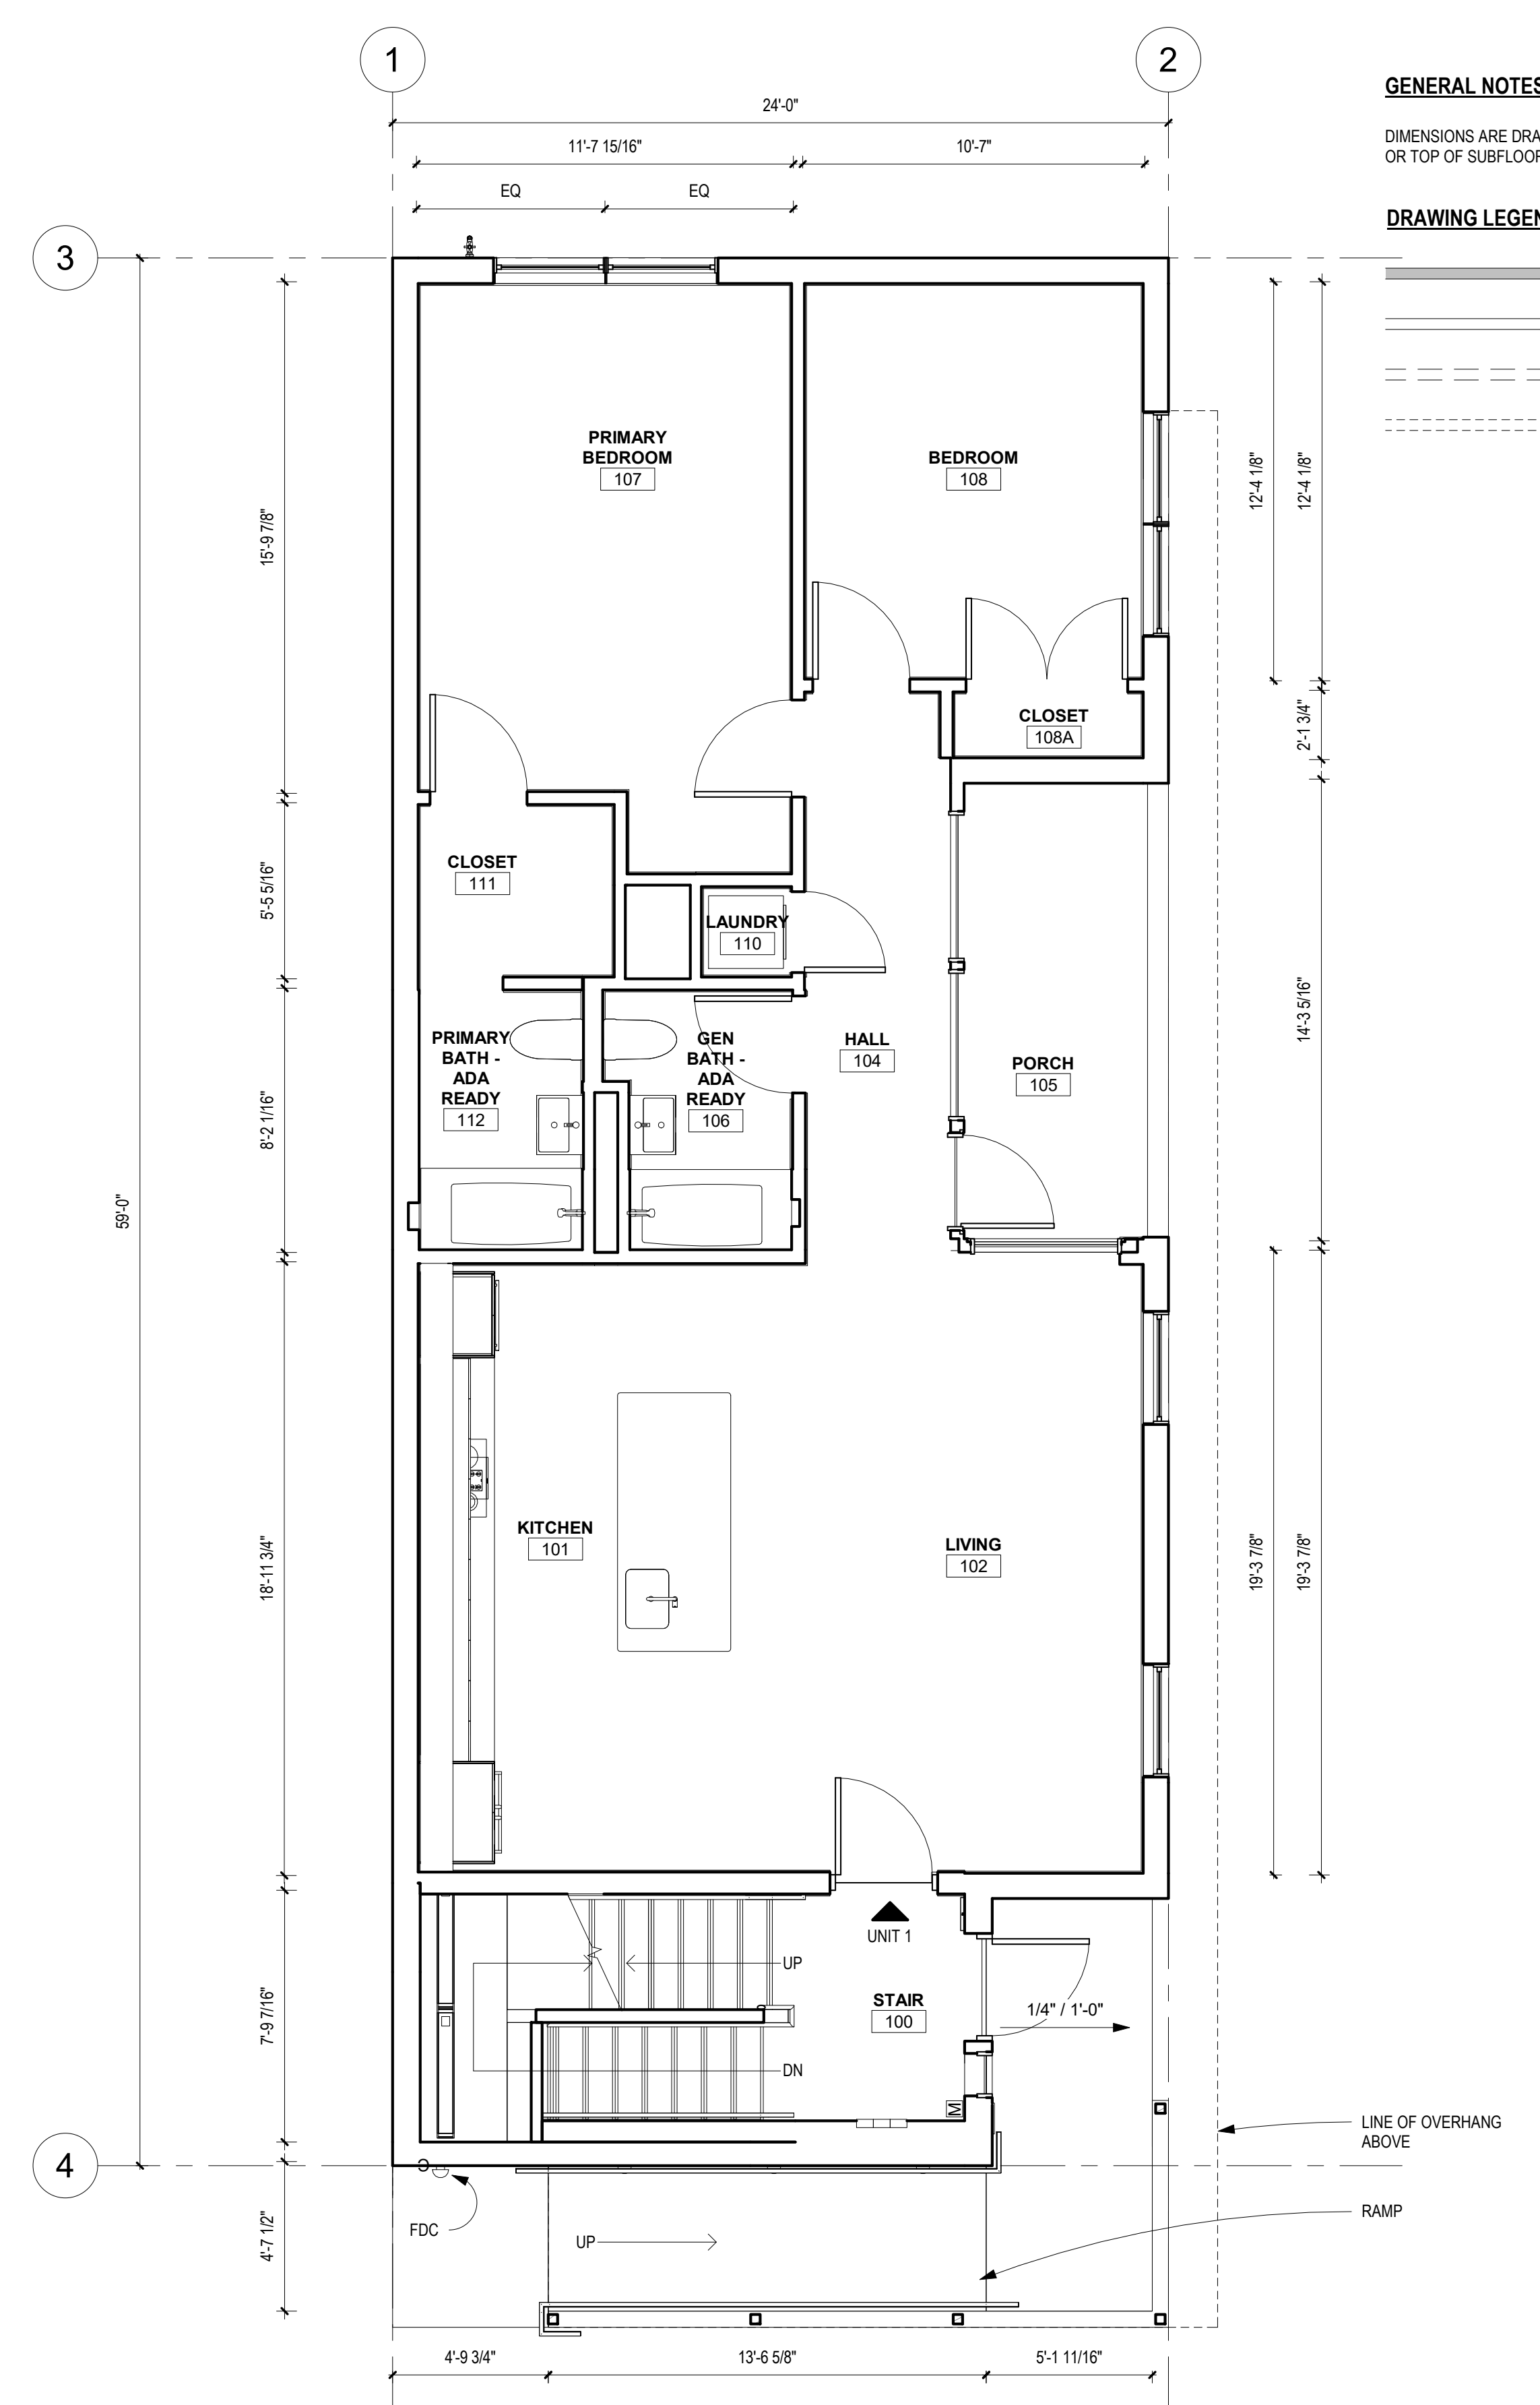 1
2
GENERAL NOTES
24'-0"
DIMENSIONS ARE DRA
OR TOP OF SUBFLOOR
11'-7 15/16"
10'-7"
EQ
EQ
DRAWING LEGEN
3
PRIMARY
BEDROOM
107
BEDROOM
108
15'-9 7/8"
12'-4 1/8"
12'-4 1/8"
CLOSET
108A
2'-1 3/4"
CLOSET
111
5'-5 5/16"
LAUNDRY
110
PRIMARY
BATH -
ADA
READY
112
GEN
BATH -
ADA
READY
106
HALL
104
PORCH
105
14'-3 5/16"
8'-2 1/16"
59'-0"
KITCHEN
101
LIVING
102
18'-11 3/4"
19'-3 7/8"
19'-3 7/8"
UNIT 1
UP
STAIR
100
1/4" / 1'-0"
7'-9 7/16"
DN
M
LINE OF OVERHANG
ABOVE
4
FDC
UP
RAMP
4'-7 1/2"
4'-9 3/4"
13'-6 5/8"
5'-1 11/16"